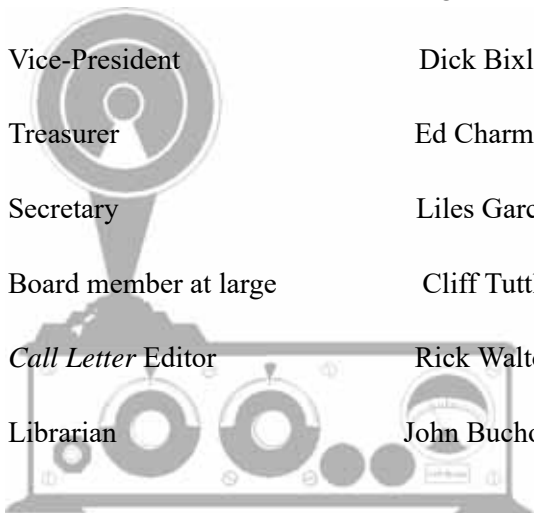 Vice-President Dick Bixl
Treasurer Ed Charm
Secretary Liles Garc
Board member at large Cliff Tuttl
Call Letter Editor Rick Walt
Librarian John Bucho